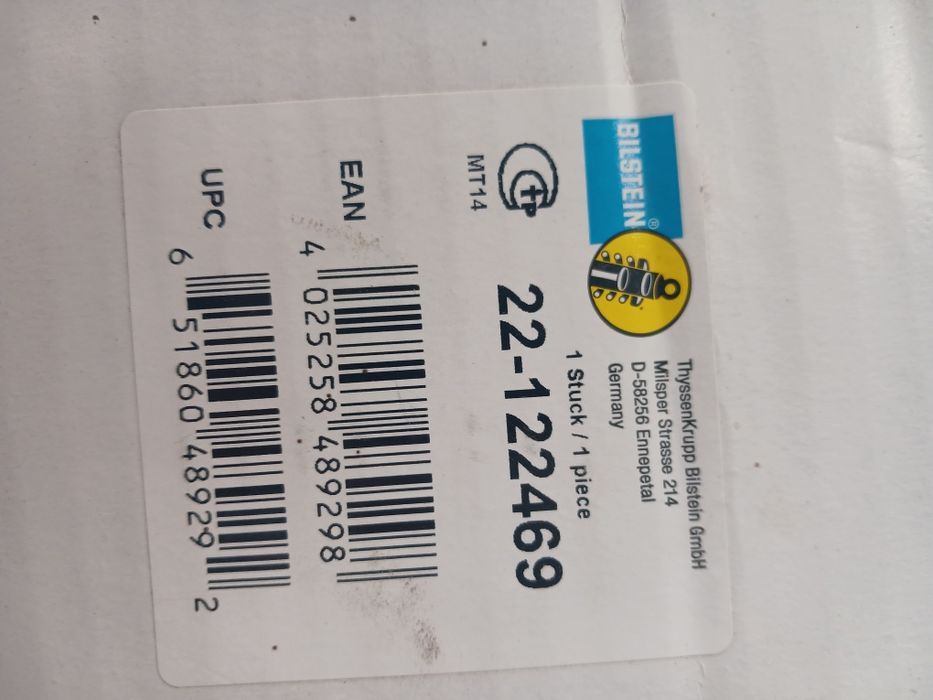 BILSTEIN®
ThyssenKrupp Bilstein GmbH
Milsper Strasse 214
D-58256 Ennepetal
Germany
1 Stuck / 1 piece
MT14
22-122469
EAN
4 025258 489298
UPC
6 51860 48929 2